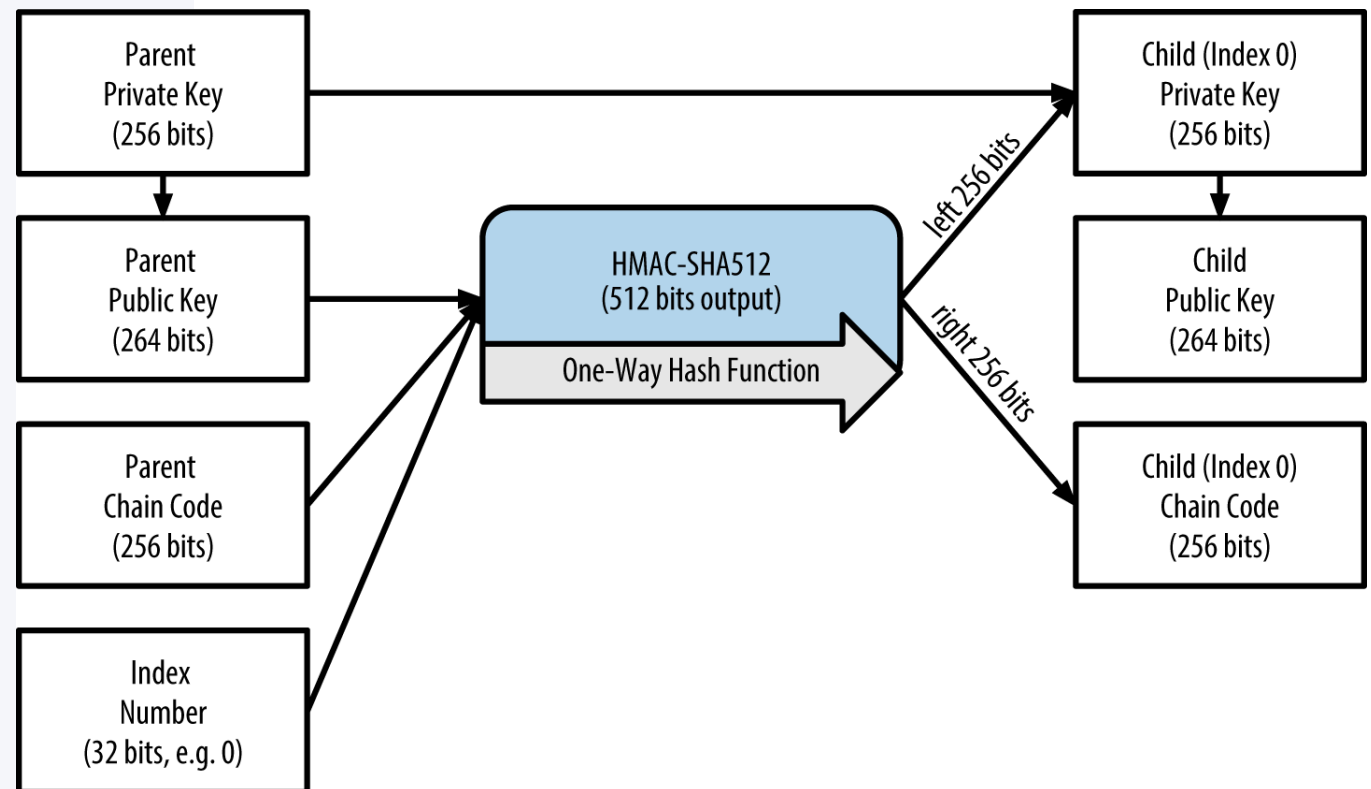 Parent
Private Key
(256 bits)
Parent
Public Key
(264 bits)
Parent
Chain Code
(256 bits)
Index
Number
(32 bits, e.g. 0)
HMAC-SHA512
(512 bits output)
One-Way Hash Function
left 256 bits
right 256 bits
Child (Index 0)
Private Key
(256 bits)
Child
Public Key
(264 bits)
Child (Index 0)
Chain Code
(256 bits)